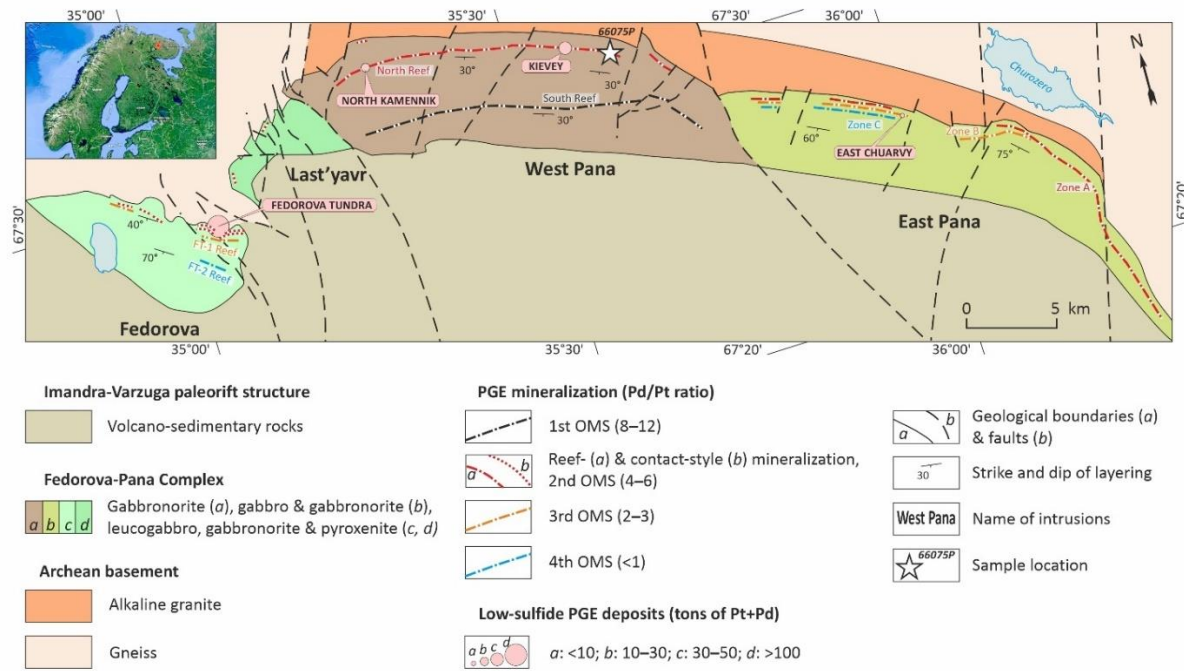 35°00' 35°30' 67°30' 36°00'
66075P
N
North Reef
30°
KIEVEY
30°
Churozero
NORTH KAMENNIK
South Reef
30°
Zone C
60°
Zone B
75°
EAST CHUARVY
Last'yavr
West Pana
Zone A
67°20'
FEDOROVA TUNDRA
67°30'
40°
FT-1 Reef
70°
FT-2 Reef
East Pana
0 5 km
Fedorova
35°00' 35°30' 67°20' 36°00'
Imandra-Varzuga paleorift structure
Volcano-sedimentary rocks
Fedorova-Pana Complex
a b c d
Gabbronorite (a), gabbro & gabbronorite (b),
leucogabbro, gabbronorite & pyroxenite (c, d)
Archean basement
Alkaline granite
Gneiss
PGE mineralization (Pd/Pt ratio)
1st OMS (8–12)
a b
Reef- (a) & contact-style (b) mineralization,
2nd OMS (4–6)
3rd OMS (2–3)
4th OMS (<1)
Low-sulfide PGE deposits (tons of Pt+Pd)
a b c d
a: <10; b: 10–30; c: 30–50; d: >100
a b
Geological boundaries (a)
& faults (b)
30
Strike and dip of layering
West Pana
Name of intrusions
66075P
Sample location